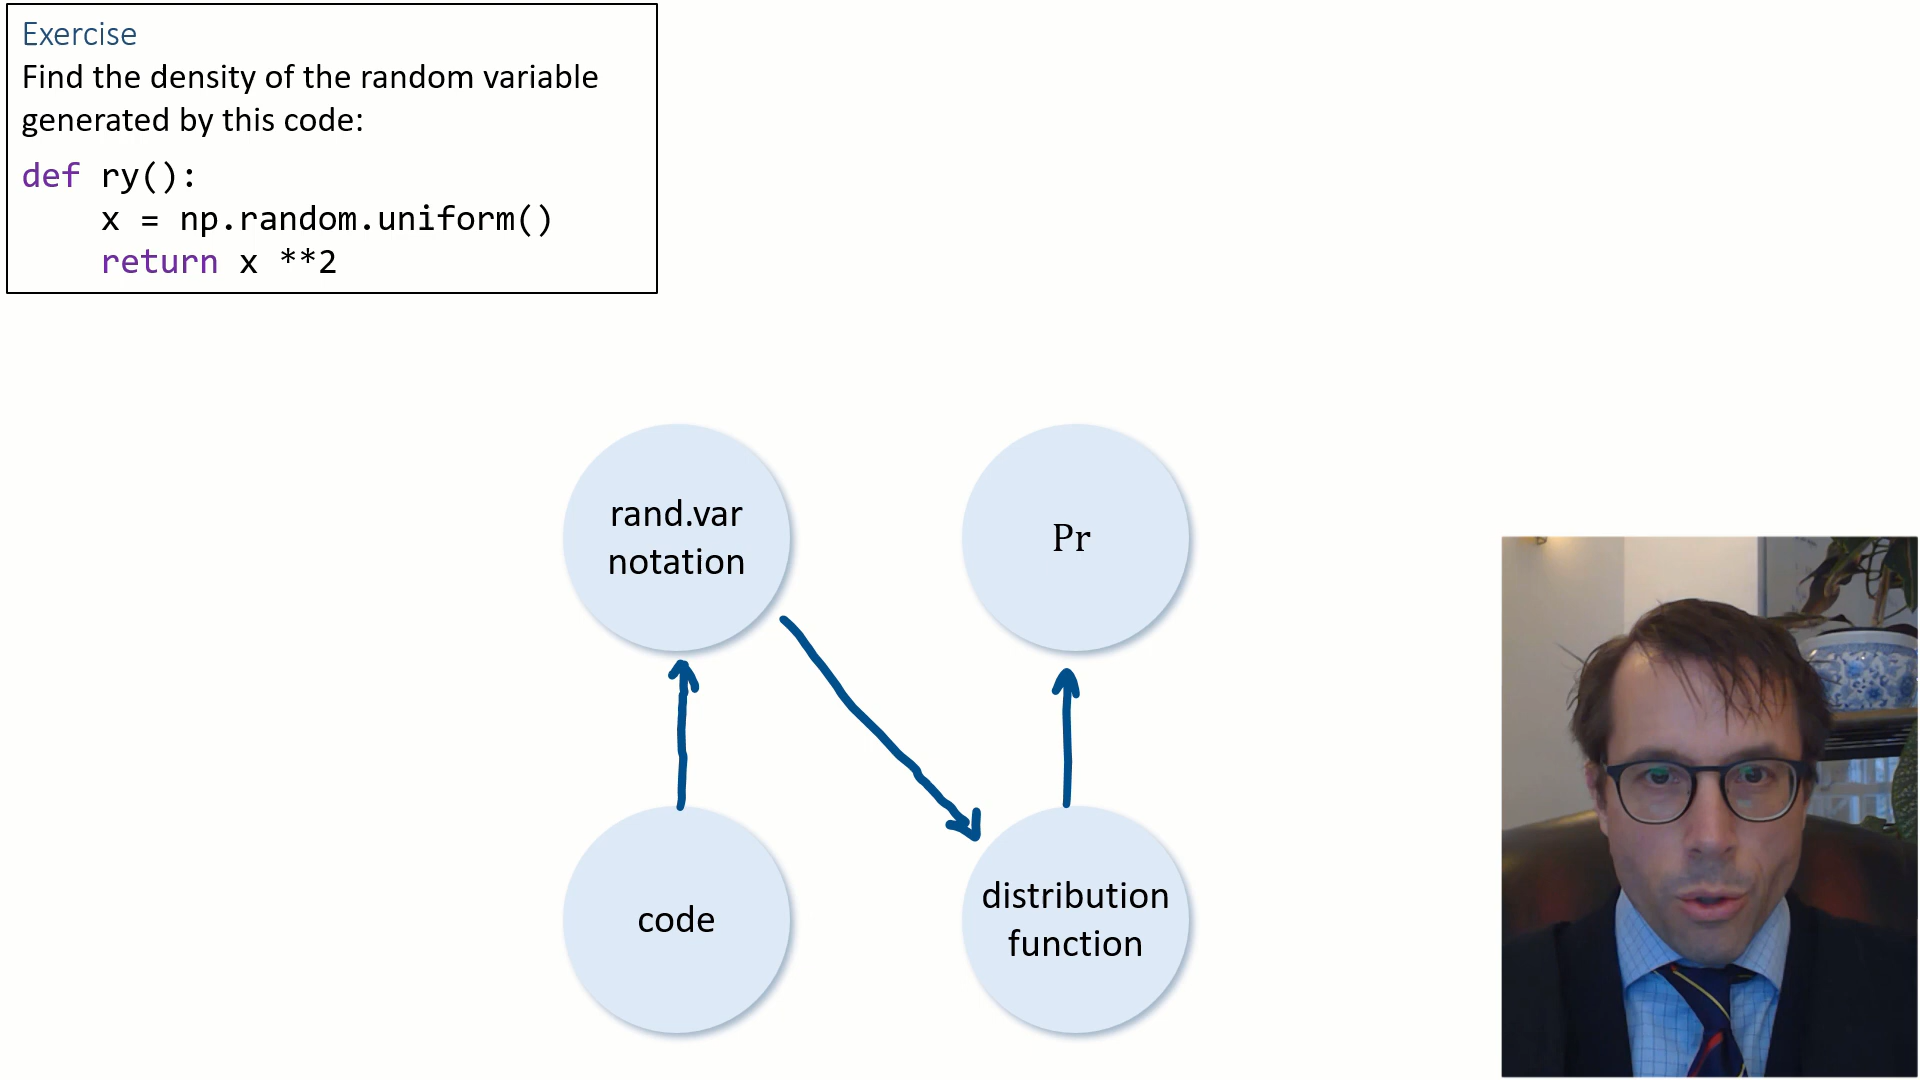 Exercise
Find the density of the random variable
generated by this code:
def ry():
    x = np.random.uniform()
    return x **2
rand.var
notation
Pr
code
distribution
function